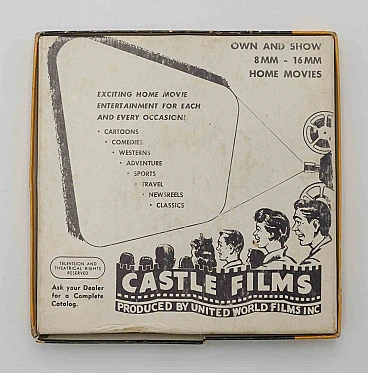 OWN AND SHOW
8MM - 16MM
HOME MOVIES
EXCITING HOME MOVIE
ENTERTAINMENT FOR EACH
AND EVERY OCCASION!
• CARTOONS
• COMEDIES
• WESTERNS
• ADVENTURE
• SPORTS
• TRAVEL
• NEWSREELS
• CLASSICS
TELEVISION AND
THEATRICAL RIGHTS
RESERVED
Ask your Dealer
for a Complete
Catalog.
CASTLE FILMS
PRODUCED BY UNITED WORLD FILMS INC